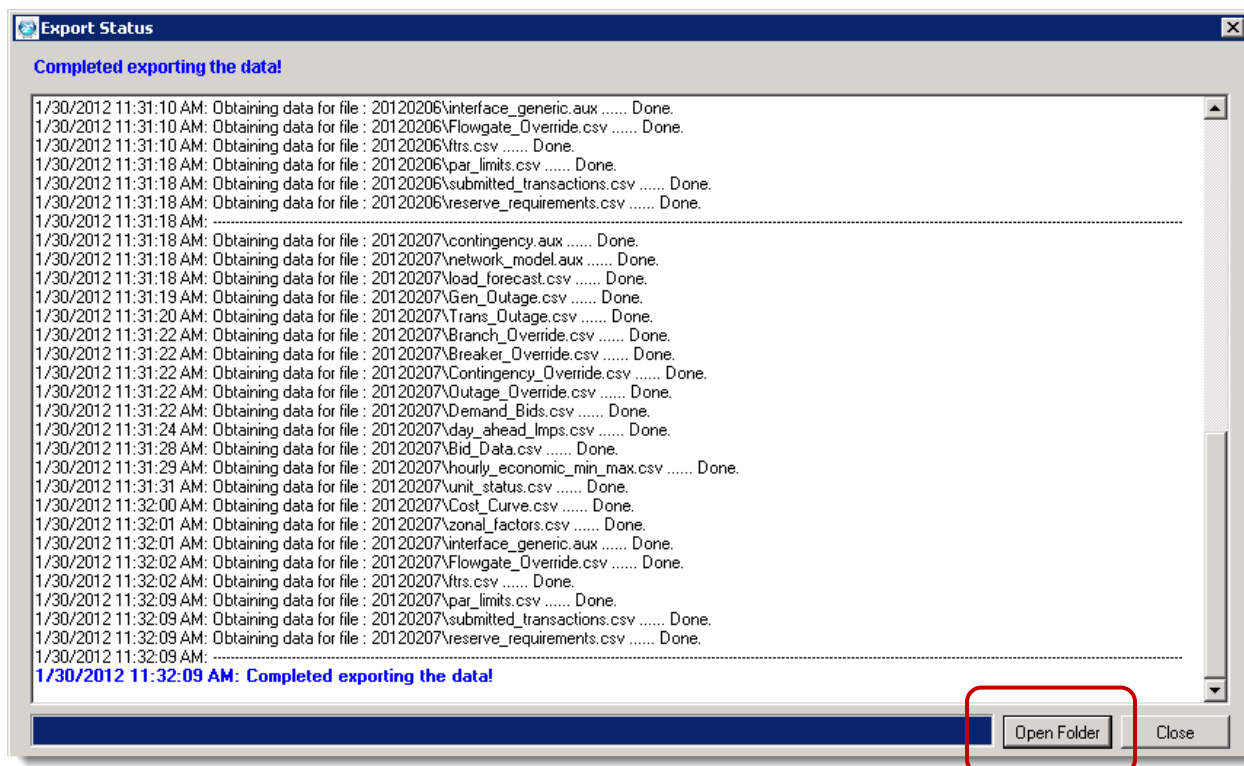 Export Status
Completed exporting the data!
1/30/2012 11:31:10 AM: Obtaining data for file : 20120206\interface_generic.aux ...... Done.
1/30/2012 11:31:10 AM: Obtaining data for file : 20120206\Flowgate_Override.csv ...... Done.
1/30/2012 11:31:10 AM: Obtaining data for file : 20120206\ftrs.csv ...... Done.
1/30/2012 11:31:18 AM: Obtaining data for file : 20120206\par_limits.csv ...... Done.
1/30/2012 11:31:18 AM: Obtaining data for file : 20120206\submitted_transactions.csv ...... Done.
1/30/2012 11:31:18 AM: Obtaining data for file : 20120206\reserve_requirements.csv ...... Done.
1/30/2012 11:31:18 AM: ----------------------------------------
1/30/2012 11:31:18 AM: Obtaining data for file : 20120207\contingency.aux ...... Done.
1/30/2012 11:31:18 AM: Obtaining data for file : 20120207\network_model.aux ...... Done.
1/30/2012 11:31:18 AM: Obtaining data for file : 20120207\load_forecast.csv ...... Done.
1/30/2012 11:31:19 AM: Obtaining data for file : 20120207\Gen_Outage.csv ...... Done.
1/30/2012 11:31:20 AM: Obtaining data for file : 20120207\Trans_Outage.csv ...... Done.
1/30/2012 11:31:22 AM: Obtaining data for file : 20120207\Branch_Override.csv ...... Done.
1/30/2012 11:31:22 AM: Obtaining data for file : 20120207\Breaker_Override.csv ...... Done.
1/30/2012 11:31:22 AM: Obtaining data for file : 20120207\Contingency_Override.csv ...... Done.
1/30/2012 11:31:22 AM: Obtaining data for file : 20120207\Outage_Override.csv ...... Done.
1/30/2012 11:31:22 AM: Obtaining data for file : 20120207\Demand_Bids.csv ...... Done.
1/30/2012 11:31:24 AM: Obtaining data for file : 20120207\day_ahead_lmps.csv ...... Done.
1/30/2012 11:31:28 AM: Obtaining data for file : 20120207\Bid_Data.csv ...... Done.
1/30/2012 11:31:29 AM: Obtaining data for file : 20120207\hourly_economic_min_max.csv ...... Done.
1/30/2012 11:31:31 AM: Obtaining data for file : 20120207\unit_status.csv ...... Done.
1/30/2012 11:32:00 AM: Obtaining data for file : 20120207\Cost_Curve.csv ...... Done.
1/30/2012 11:32:01 AM: Obtaining data for file : 20120207\zonal_factors.csv ...... Done.
1/30/2012 11:32:01 AM: Obtaining data for file : 20120207\interface_generic.aux ...... Done.
1/30/2012 11:32:02 AM: Obtaining data for file : 20120207\Flowgate_Override.csv ...... Done.
1/30/2012 11:32:02 AM: Obtaining data for file : 20120207\ftrs.csv ...... Done.
1/30/2012 11:32:09 AM: Obtaining data for file : 20120207\par_limits.csv ...... Done.
1/30/2012 11:32:09 AM: Obtaining data for file : 20120207\submitted_transactions.csv ...... Done.
1/30/2012 11:32:09 AM: Obtaining data for file : 20120207\reserve_requirements.csv ...... Done.
1/30/2012 11:32:09 AM: ----------------------------------------
1/30/2012 11:32:09 AM: Completed exporting the data!
Open Folder Close